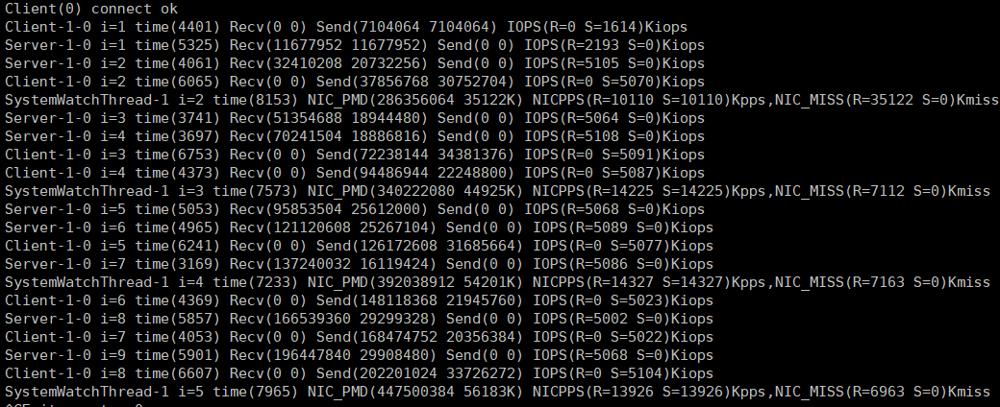 Client(0) connect ok
Client-1-0 i=1 time(4401) Recv(0 0) Send(7104064 7104064) IOPS(R=0 S=1614)Kiops
Server-1-0 i=1 time(5325) Recv(11677952 11677952) Send(0 0) IOPS(R=2193 S=0)Kiops
Server-1-0 i=2 time(4061) Recv(32410208 20732256) Send(0 0) IOPS(R=5105 S=0)Kiops
Client-1-0 i=2 time(6065) Recv(0 0) Send(37856768 30752704) IOPS(R=0 S=5070)Kiops
SystemWatchThread-1 i=2 time(8153) NIC_PMD(286356064 35122K) NICPPS(R=10110 S=10110)Kpps,NIC_MISS(R=35122 S=0)Kmiss
Server-1-0 i=3 time(3741) Recv(51354688 18944480) Send(0 0) IOPS(R=5064 S=0)Kiops
Server-1-0 i=4 time(3697) Recv(70241504 18886816) Send(0 0) IOPS(R=5108 S=0)Kiops
Client-1-0 i=3 time(6753) Recv(0 0) Send(72238144 34381376) IOPS(R=0 S=5091)Kiops
Client-1-0 i=4 time(4373) Recv(0 0) Send(94486944 22248800) IOPS(R=0 S=5087)Kiops
SystemWatchThread-1 i=3 time(7573) NIC_PMD(340222080 44925K) NICPPS(R=14225 S=14225)Kpps,NIC_MISS(R=7112 S=0)Kmiss
Server-1-0 i=5 time(5053) Recv(95853504 25612000) Send(0 0) IOPS(R=5068 S=0)Kiops
Server-1-0 i=6 time(4965) Recv(121120608 25267104) Send(0 0) IOPS(R=5089 S=0)Kiops
Client-1-0 i=5 time(6241) Recv(0 0) Send(126172608 31685664) IOPS(R=0 S=5077)Kiops
Server-1-0 i=7 time(3169) Recv(137240032 16119424) Send(0 0) IOPS(R=5086 S=0)Kiops
SystemWatchThread-1 i=4 time(7233) NIC_PMD(392038912 54201K) NICPPS(R=14327 S=14327)Kpps,NIC_MISS(R=7163 S=0)Kmiss
Client-1-0 i=6 time(4369) Recv(0 0) Send(148118368 21945760) IOPS(R=0 S=5023)Kiops
Server-1-0 i=8 time(5857) Recv(166539360 29299328) Send(0 0) IOPS(R=5002 S=0)Kiops
Client-1-0 i=7 time(4053) Recv(0 0) Send(168474752 20356384) IOPS(R=0 S=5022)Kiops
Server-1-0 i=9 time(5901) Recv(196447840 29908480) Send(0 0) IOPS(R=5068 S=0)Kiops
Client-1-0 i=8 time(6607) Recv(0 0) Send(202201024 33726272) IOPS(R=0 S=5104)Kiops
SystemWatchThread-1 i=5 time(7965) NIC_PMD(447500384 56183K) NICPPS(R=13926 S=13926)Kpps,NIC_MISS(R=6963 S=0)Kmiss